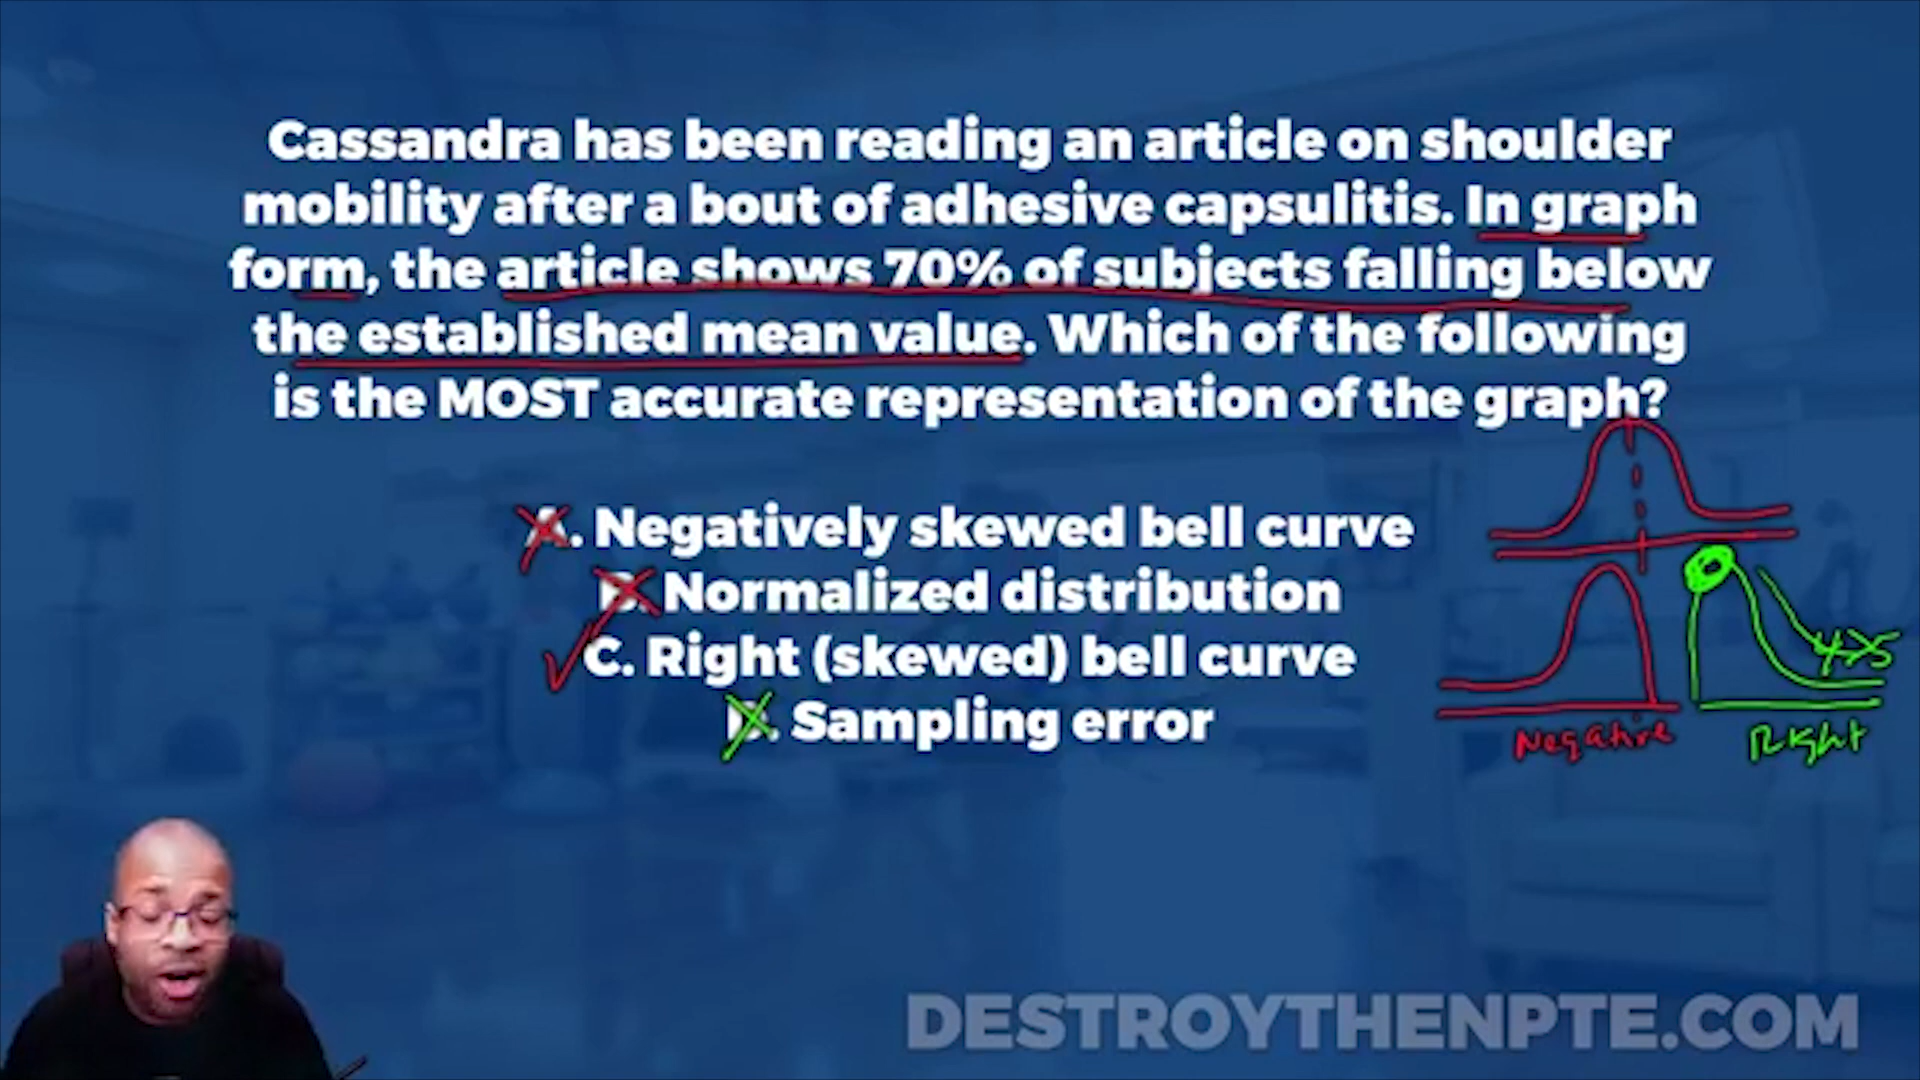 Cassandra has been reading an article on shoulder
mobility after a bout of adhesive capsulitis. In graph
form, the article shows 70% of subjects falling below
the established mean value. Which of the following
is the MOST accurate representation of the graph?
A. Negatively skewed bell curve
B. Normalized distribution
C. Right (skewed) bell curve
D. Sampling error
Negative
Right
DESTROYTHENPTE.COM